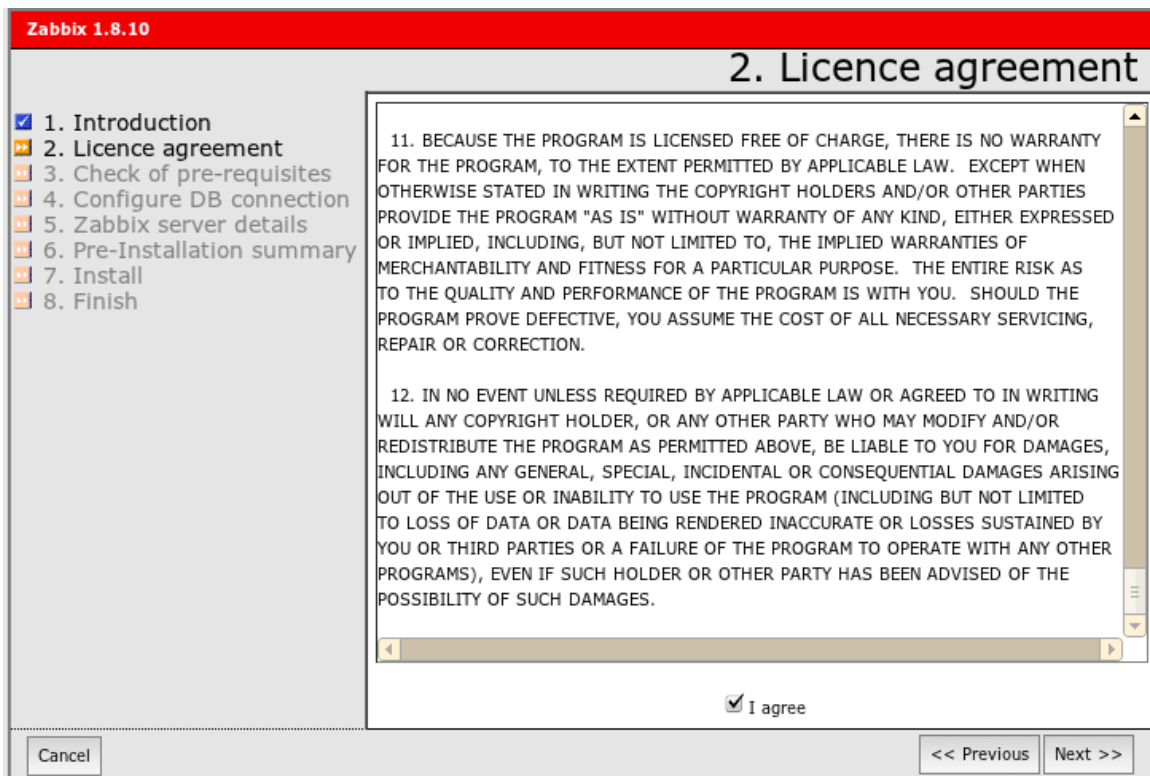 Zabbix 1.8.10
2. Licence agreement
1. Introduction
2. Licence agreement
3. Check of pre-requisites
4. Configure DB connection
5. Zabbix server details
6. Pre-Installation summary
7. Install
8. Finish
11. BECAUSE THE PROGRAM IS LICENSED FREE OF CHARGE, THERE IS NO WARRANTY
FOR THE PROGRAM, TO THE EXTENT PERMITTED BY APPLICABLE LAW.  EXCEPT WHEN
OTHERWISE STATED IN WRITING THE COPYRIGHT HOLDERS AND/OR OTHER PARTIES
PROVIDE THE PROGRAM "AS IS" WITHOUT WARRANTY OF ANY KIND, EITHER EXPRESSED
OR IMPLIED, INCLUDING, BUT NOT LIMITED TO, THE IMPLIED WARRANTIES OF
MERCHANTABILITY AND FITNESS FOR A PARTICULAR PURPOSE.  THE ENTIRE RISK AS
TO THE QUALITY AND PERFORMANCE OF THE PROGRAM IS WITH YOU.  SHOULD THE
PROGRAM PROVE DEFECTIVE, YOU ASSUME THE COST OF ALL NECESSARY SERVICING,
REPAIR OR CORRECTION.
12. IN NO EVENT UNLESS REQUIRED BY APPLICABLE LAW OR AGREED TO IN WRITING
WILL ANY COPYRIGHT HOLDER, OR ANY OTHER PARTY WHO MAY MODIFY AND/OR
REDISTRIBUTE THE PROGRAM AS PERMITTED ABOVE, BE LIABLE TO YOU FOR DAMAGES,
INCLUDING ANY GENERAL, SPECIAL, INCIDENTAL OR CONSEQUENTIAL DAMAGES ARISING
OUT OF THE USE OR INABILITY TO USE THE PROGRAM (INCLUDING BUT NOT LIMITED
TO LOSS OF DATA OR DATA BEING RENDERED INACCURATE OR LOSSES SUSTAINED BY
YOU OR THIRD PARTIES OR A FAILURE OF THE PROGRAM TO OPERATE WITH ANY OTHER
PROGRAMS), EVEN IF SUCH HOLDER OR OTHER PARTY HAS BEEN ADVISED OF THE
POSSIBILITY OF SUCH DAMAGES.
I agree
Cancel
<< Previous
Next >>